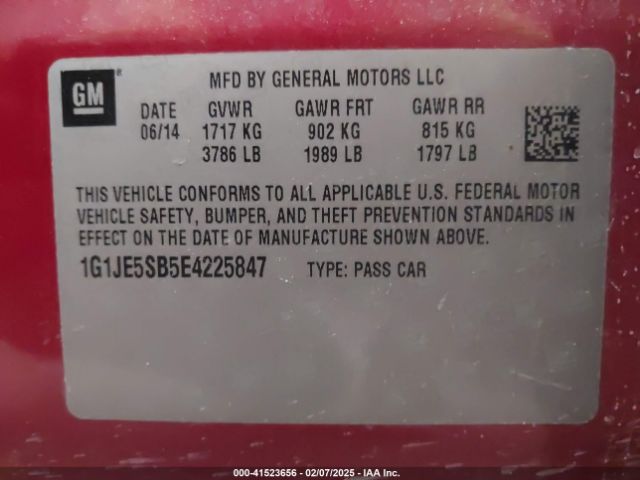 GM ® MFD BY GENERAL MOTORS LLC
DATE GVWR GAWR FRT GAWR RR
06/14 1717 KG 902 KG 815 KG
3786 LB 1989 LB 1797 LB
THIS VEHICLE CONFORMS TO ALL APPLICABLE U.S. FEDERAL MOTOR
VEHICLE SAFETY, BUMPER, AND THEFT PREVENTION STANDARDS IN
EFFECT ON THE DATE OF MANUFACTURE SHOWN ABOVE.
1G1JE5SB5E4225847 TYPE: PASS CAR
000-41523656 - 02/07/2025 - IAA Inc.